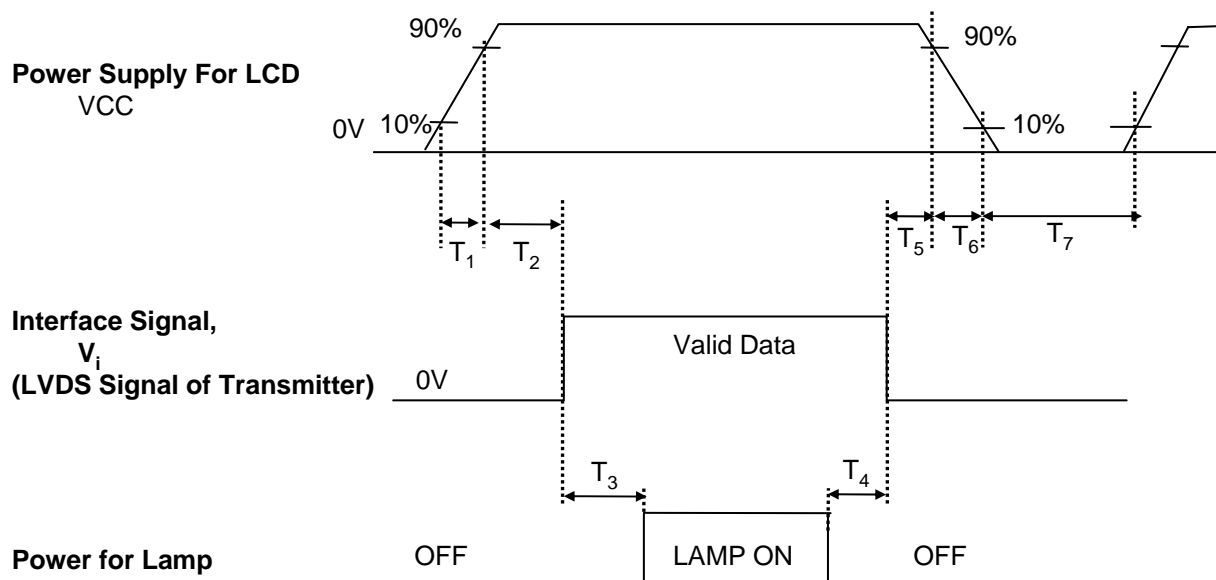 90%
90%
Power Supply For LCD
VCC
0V
10%
10%
T1
T2
T5
T6
T7
Interface Signal,
Vi
(LVDS Signal of Transmitter)
Valid Data
0V
T3
T4
Power for Lamp
OFF
LAMP ON
OFF